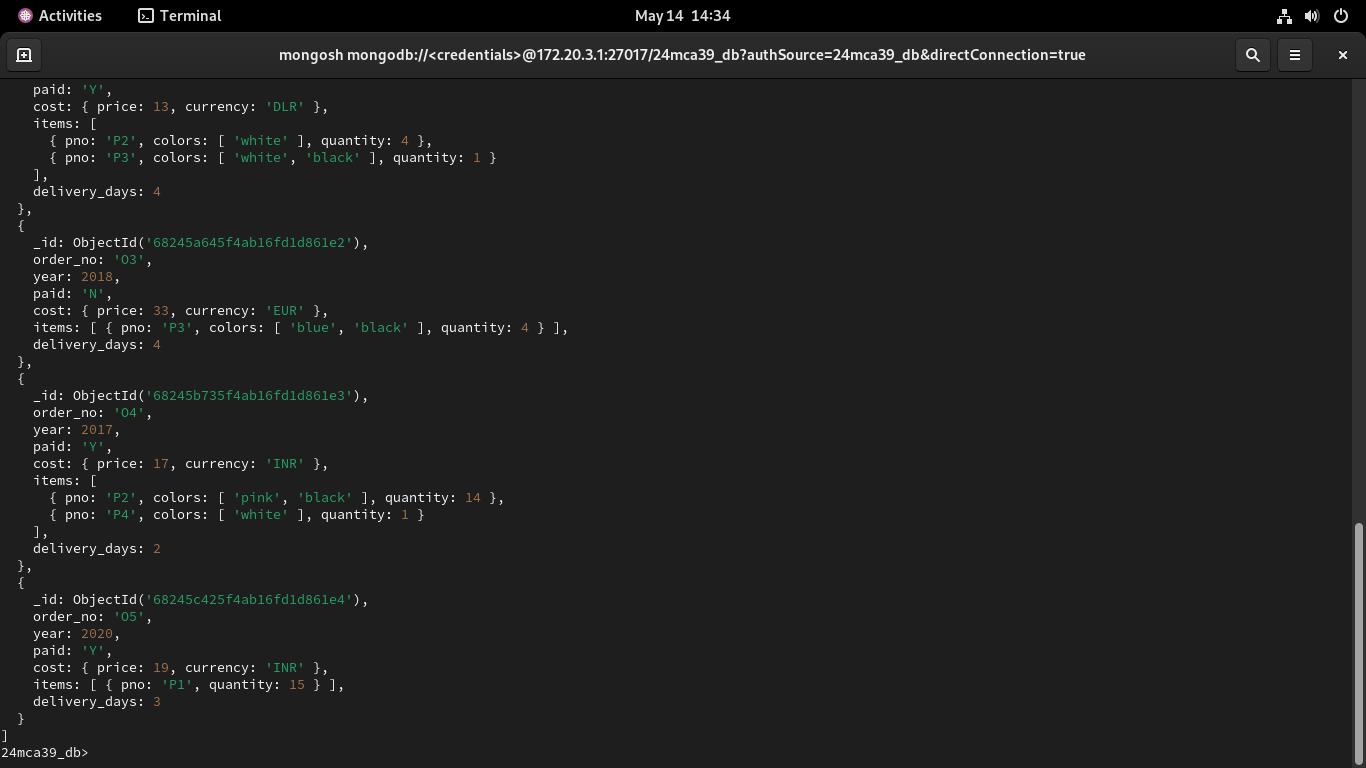 Activities Terminal May 14 14:34
mongosh mongodb://<credentials>@172.20.3.1:27017/24mca39_db?authSource=24mca39_db&directConnection=true
paid: 'Y',
cost: { price: 13, currency: 'DLR' },
items: [
{ pno: 'P2', colors: [ 'white' ], quantity: 4 },
{ pno: 'P3', colors: [ 'white', 'black' ], quantity: 1 }
],
delivery_days: 4
},
{
_id: ObjectId('68245a645f4ab16fd1d861e2'),
order_no: 'O3',
year: 2018,
paid: 'N',
cost: { price: 33, currency: 'EUR' },
items: [ { pno: 'P3', colors: [ 'blue', 'black' ], quantity: 4 } ],
delivery_days: 4
},
{
_id: ObjectId('68245b735f4ab16fd1d861e3'),
order_no: 'O4',
year: 2017,
paid: 'Y',
cost: { price: 17, currency: 'INR' },
items: [
{ pno: 'P2', colors: [ 'pink', 'black' ], quantity: 14 },
{ pno: 'P4', colors: [ 'white' ], quantity: 1 }
],
delivery_days: 2
},
{
_id: ObjectId('68245c425f4ab16fd1d861e4'),
order_no: 'O5',
year: 2020,
paid: 'Y',
cost: { price: 19, currency: 'INR' },
items: [ { pno: 'P1', quantity: 15 } ],
delivery_days: 3
}
]
24mca39_db>